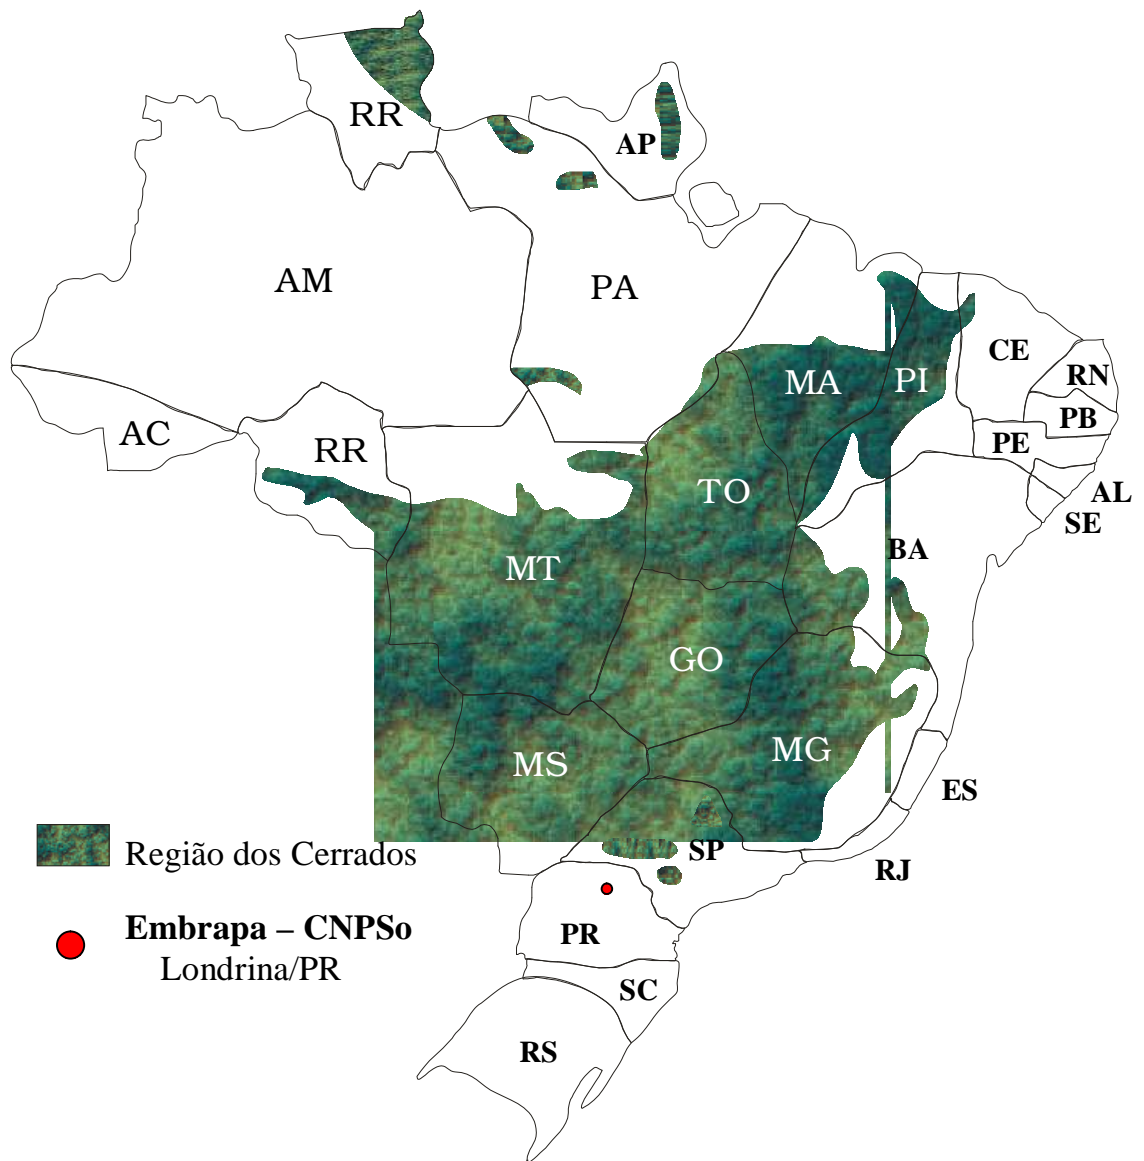 RR
AP
AM
PA
CE
MA
PI
RN
PB
AC
RR
PE
TO
AL
SE
BA
MT
GO
MG
MS
ES
Região dos Cerrados
SP
RJ
Embrapa – CNPSo
Londrina/PR
PR
SC
RS